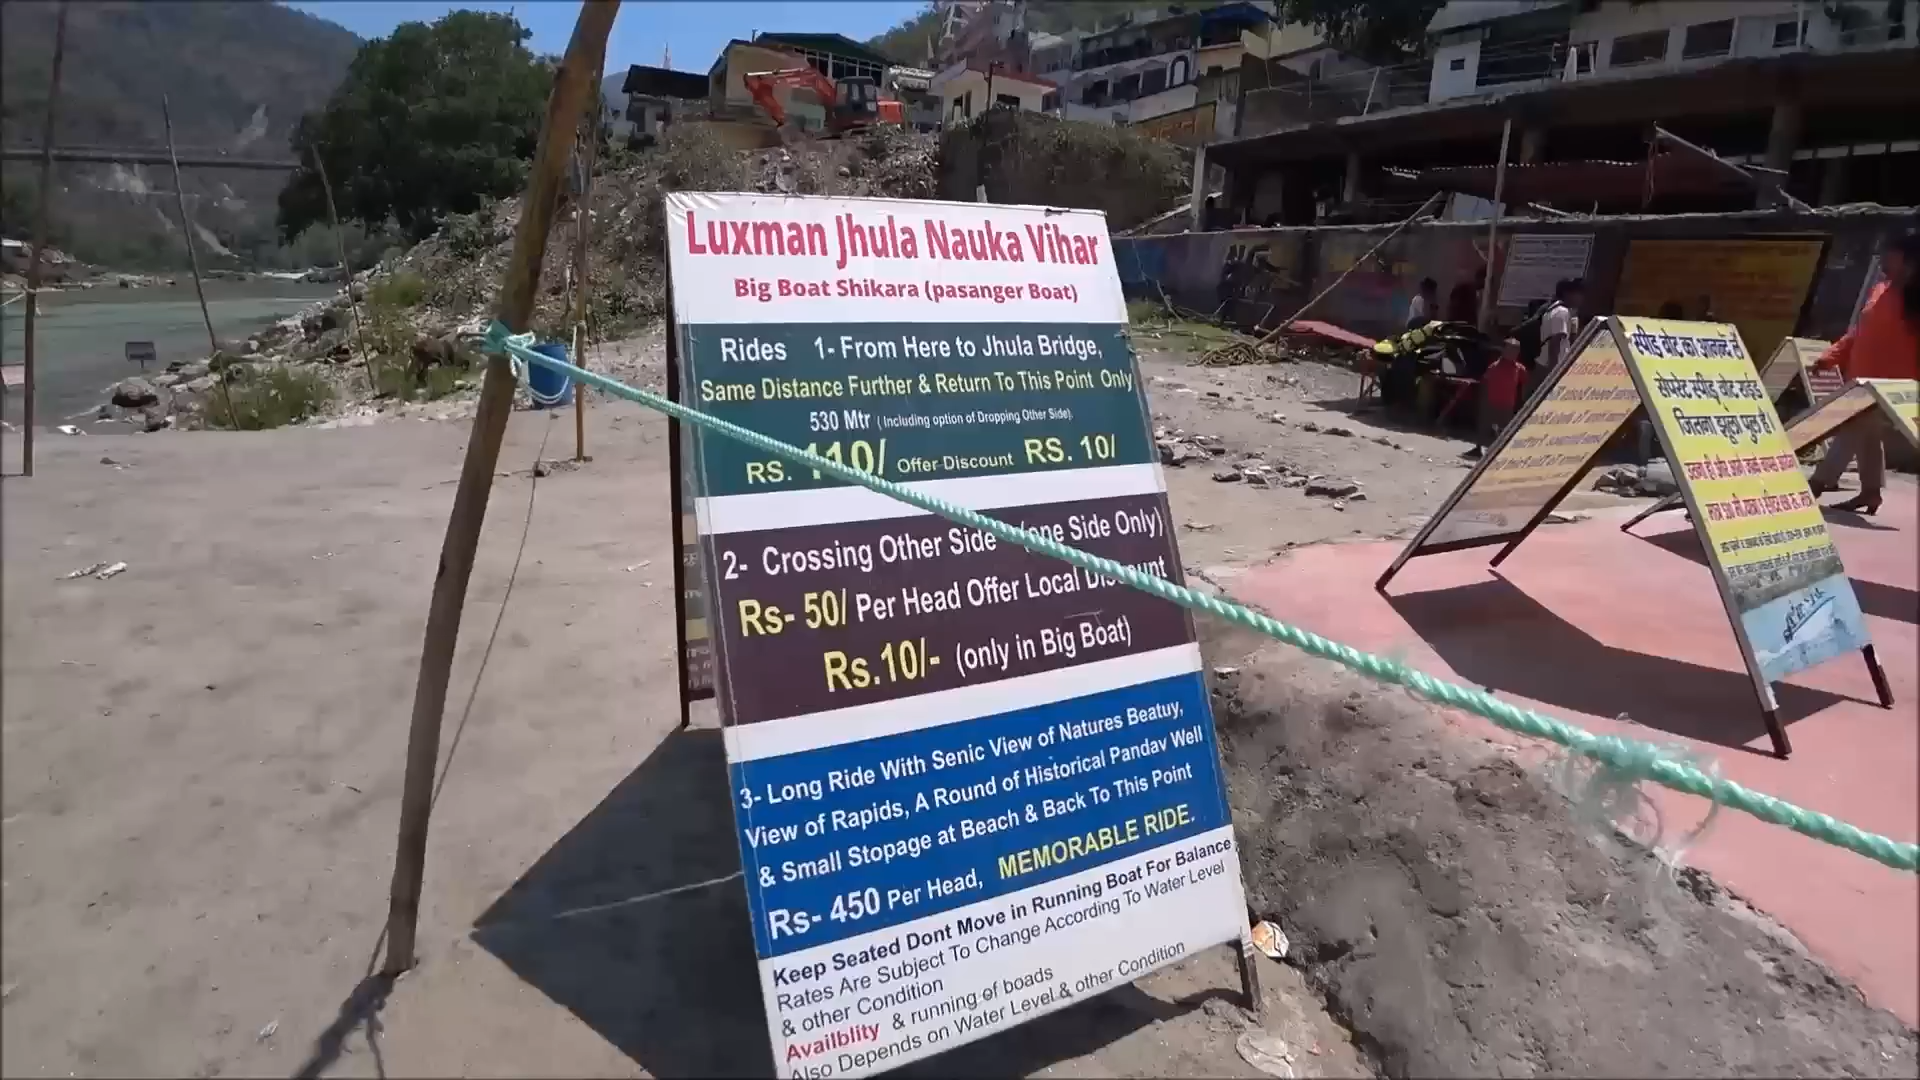 Luxman Jhula Nauka Vihar
Big Boat Shikara (pasanger Boat)
Rides 1- From Here to Jhula Bridge,
Same Distance Further & Return To This Point Only
530 Mtr (Including option of Dropping Other Side).
RS. 110/ Offer Discount RS. 10/
2- Crossing Other Side (one Side Only)
Rs- 50/ Per Head Offer Local Discount
Rs.10/- (only in Big Boat)
3- Long Ride With Senic View of Natures Beatuy,
View of Rapids, A Round of Historical Pandav Well
& Small Stopage at Beach & Back To This Point
Rs- 450 Per Head, MEMORABLE RIDE.
Keep Seated Dont Move in Running Boat For Balance
Rates Are Subject To Change According To Water Level
& other Condition
Availblity & running of boads
Also Depends on Water Level & other Condition
स्पीड बोट का आनन्द लें
सेपरेट स्पीड बोट राईड
जितना झूला पुल है।